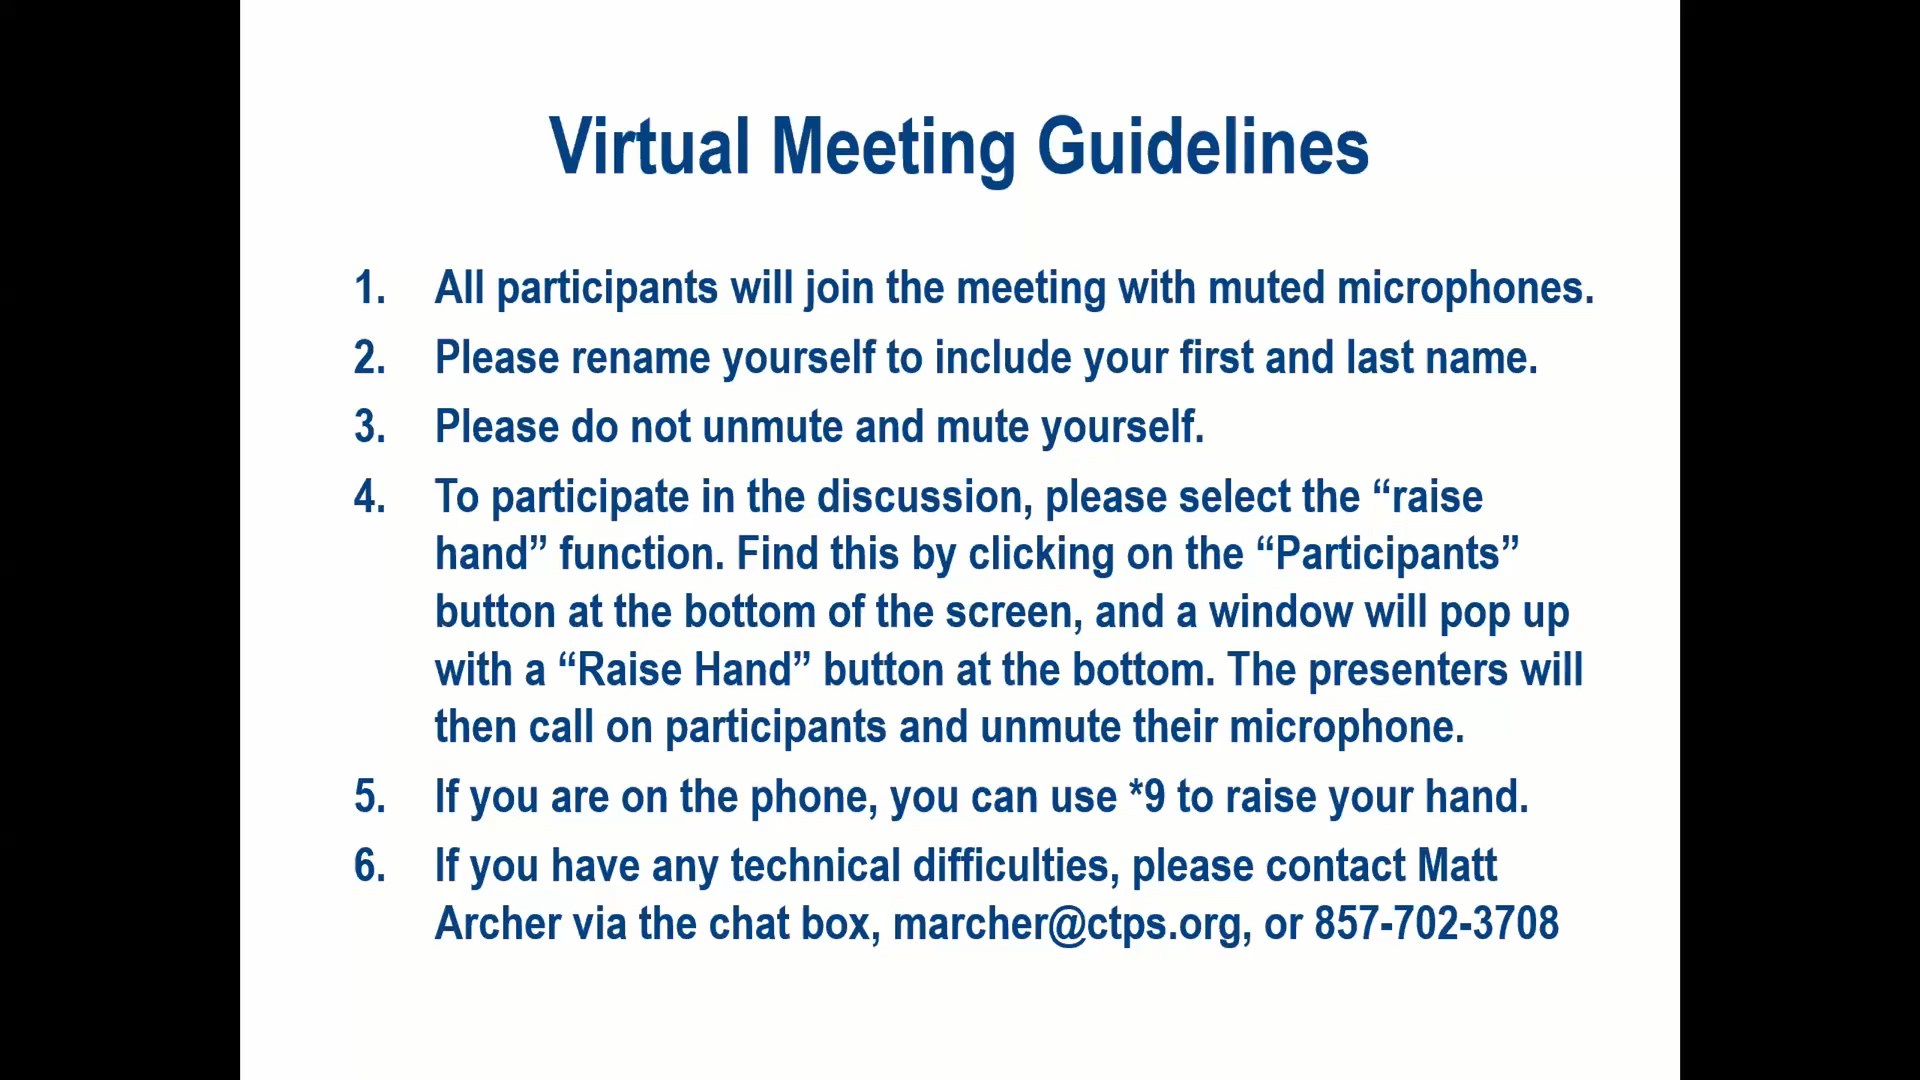 Virtual Meeting Guidelines
1. All participants will join the meeting with muted microphones.
2. Please rename yourself to include your first and last name.
3. Please do not unmute and mute yourself.
4. To participate in the discussion, please select the “raise
hand” function. Find this by clicking on the “Participants”
button at the bottom of the screen, and a window will pop up
with a “Raise Hand” button at the bottom. The presenters will
then call on participants and unmute their microphone.
5. If you are on the phone, you can use *9 to raise your hand.
6. If you have any technical difficulties, please contact Matt
Archer via the chat box, marcher@ctps.org, or 857-702-3708